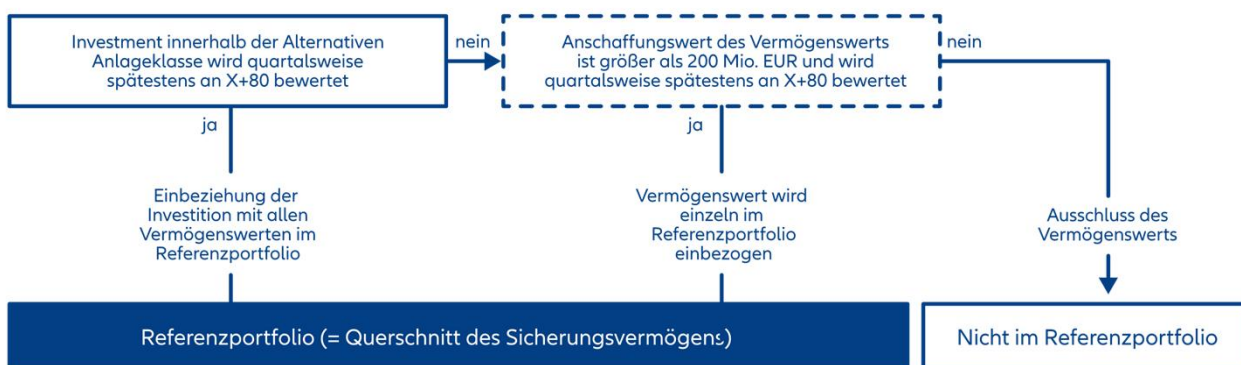 Investment innerhalb der Alternativen
Anlageklasse wird quartalsweise
spätestens an X+80 bewertet
nein
Anschaffungswert des Vermögenswerts
ist größer als 200 Mio. EUR und wird
quartalsweise spätestens an X+80 bewertet
nein
ja
ja
Einbeziehung der
Investition mit allen
Vermögenswerten im
Referenzportfolio
Vermögenswert wird
einzeln im
Referenzportfolio
einbezogen
Ausschluss des
Vermögenswerts
Referenzportfolio (= Querschnitt des Sicherungsvermögens)
Nicht im Referenzportfolio